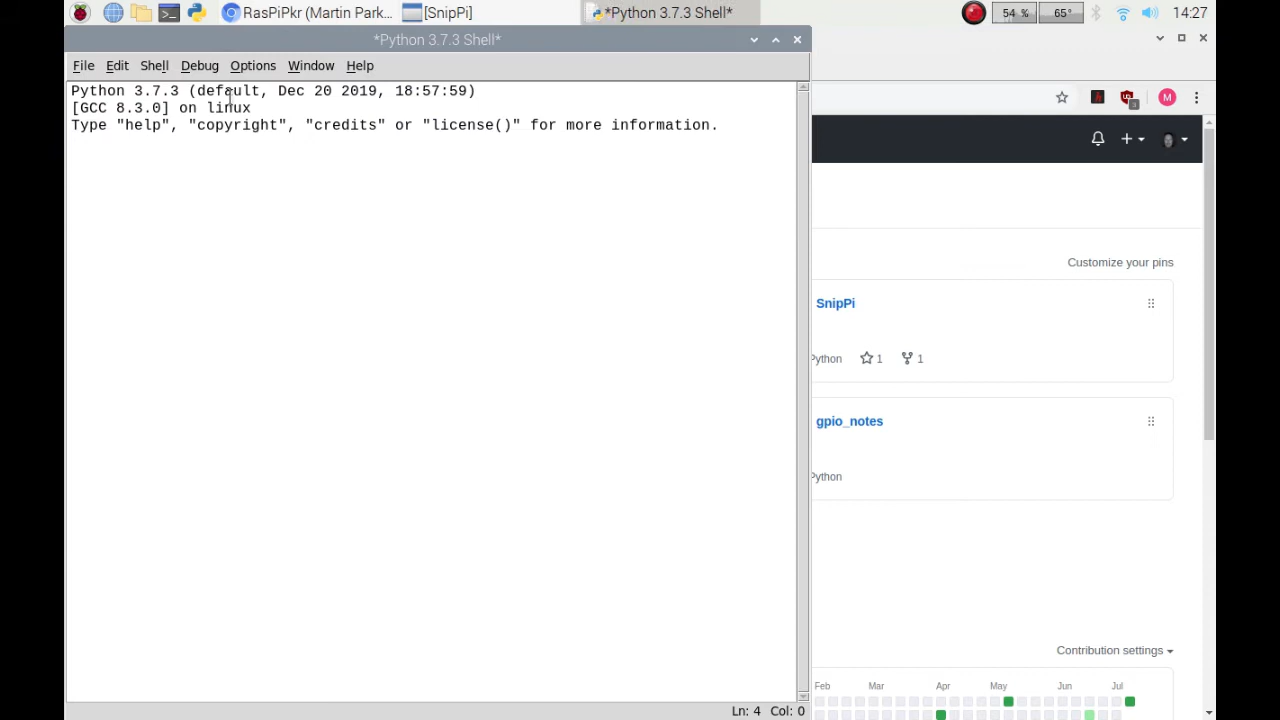 RasPiPkr (Martin Park...
[SnipPi]
*Python 3.7.3 Shell*
54 %
65°
14:27
*Python 3.7.3 Shell*
File Edit Shell Debug Options Window Help
Python 3.7.3 (default, Dec 20 2019, 18:57:59)
[GCC 8.3.0] on linux
Type "help", "copyright", "credits" or "license()" for more information.
Ln: 4 Col: 0
3
M
Customize your pins
SnipPi
Python 1 1
gpio_notes
Python
Contribution settings
Feb Mar Apr May Jun Jul